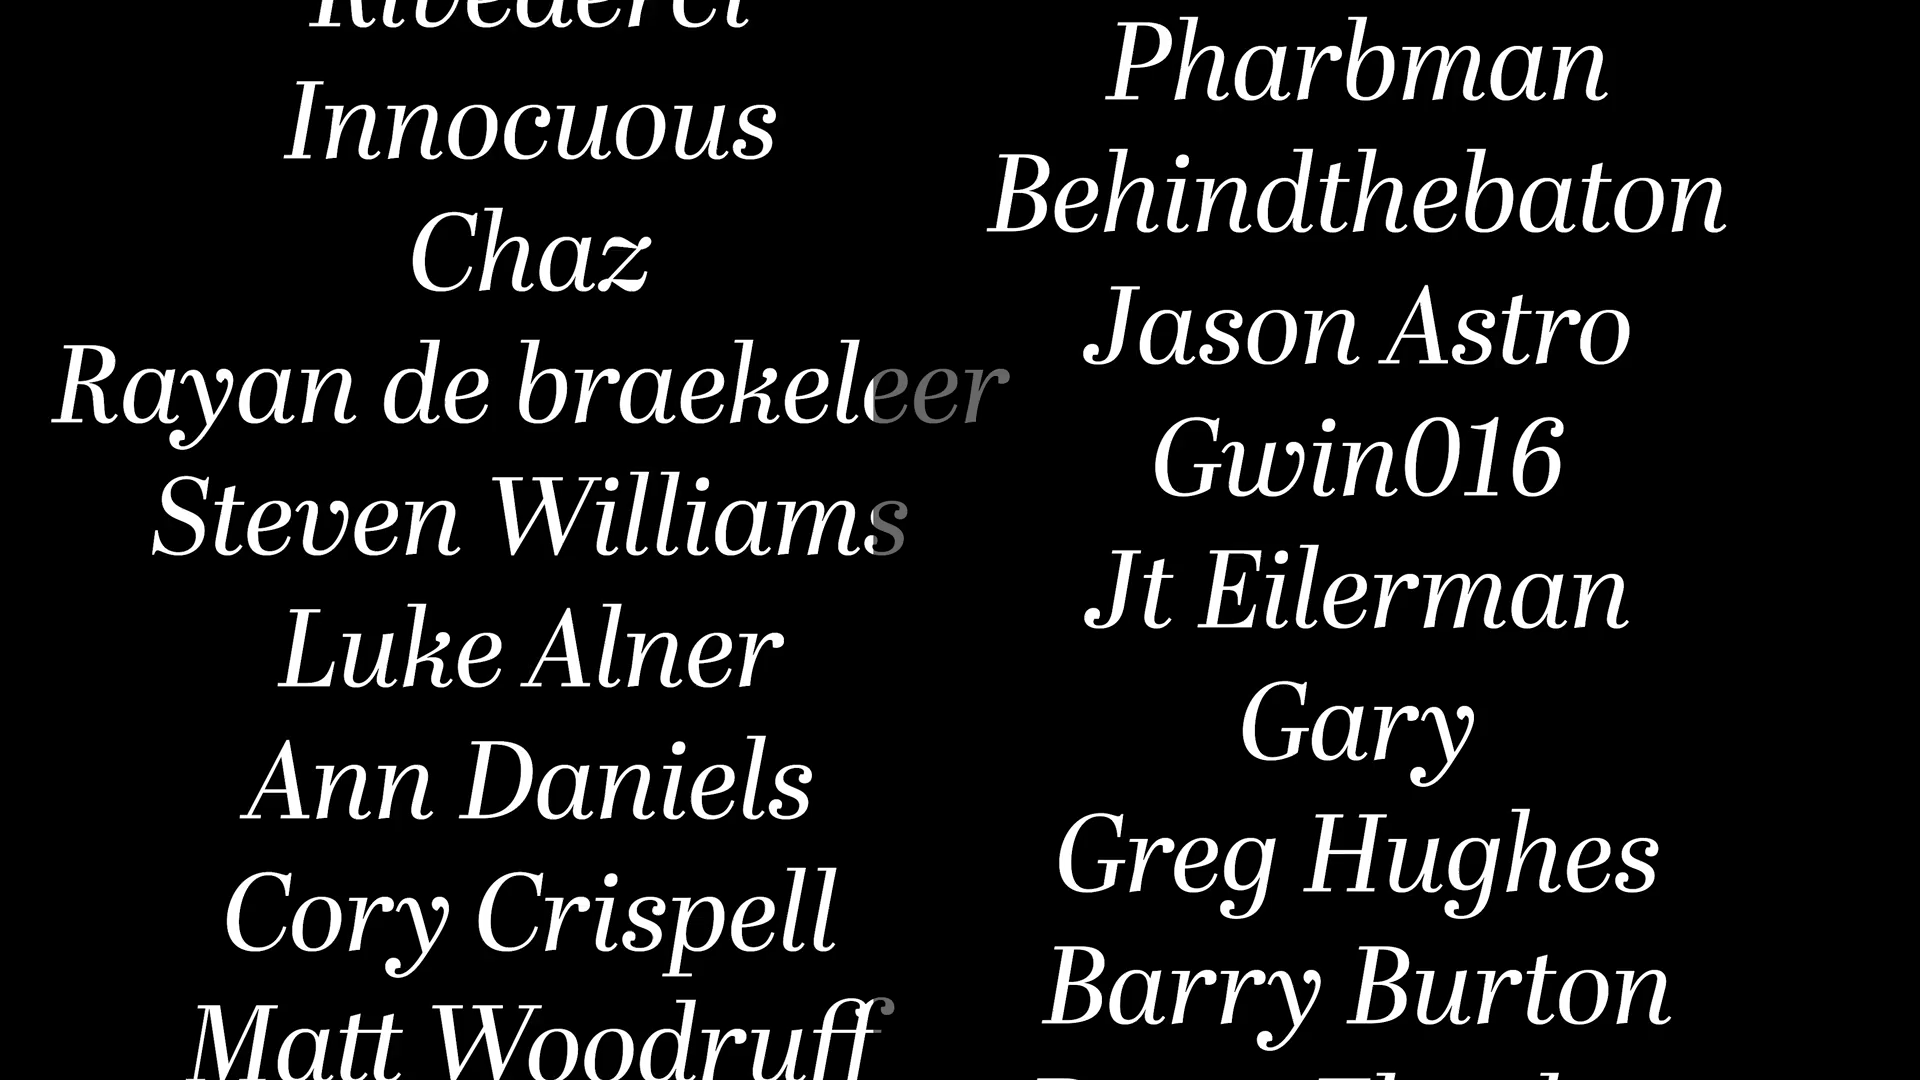 Innocuous
Chaz
Rayan de braekeleer
Steven Williams
Luke Alner
Ann Daniels
Cory Crispell
Matt Woodruff
Pharbman
Behindthebaton
Jason Astro
Gwin016
Jt Eilerman
Gary
Greg Hughes
Barry Burton